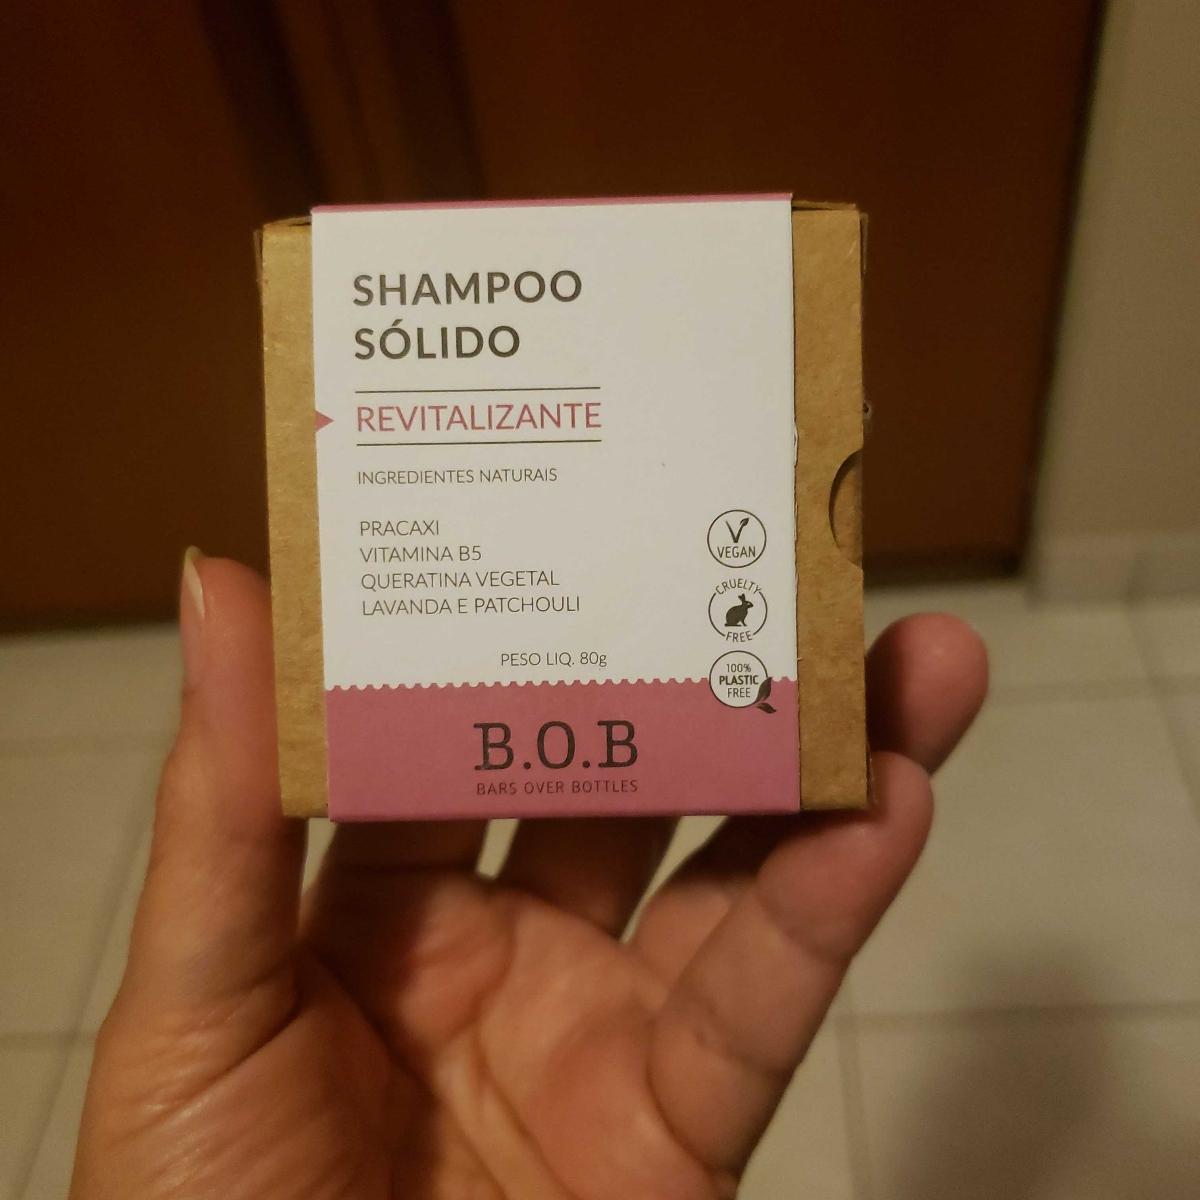 SHAMPOO
SÓLIDO
REVITALIZANTE
INGREDIENTES NATURAIS
PRACAXI
VITAMINA B5
QUERATINA VEGETAL
LAVANDA E PATCHOULI
VEGAN
CRUELTY
FREE
PESO LIQ. 80g
100%
PLASTIC
FREE
B.O.B
BARS OVER BOTTLES